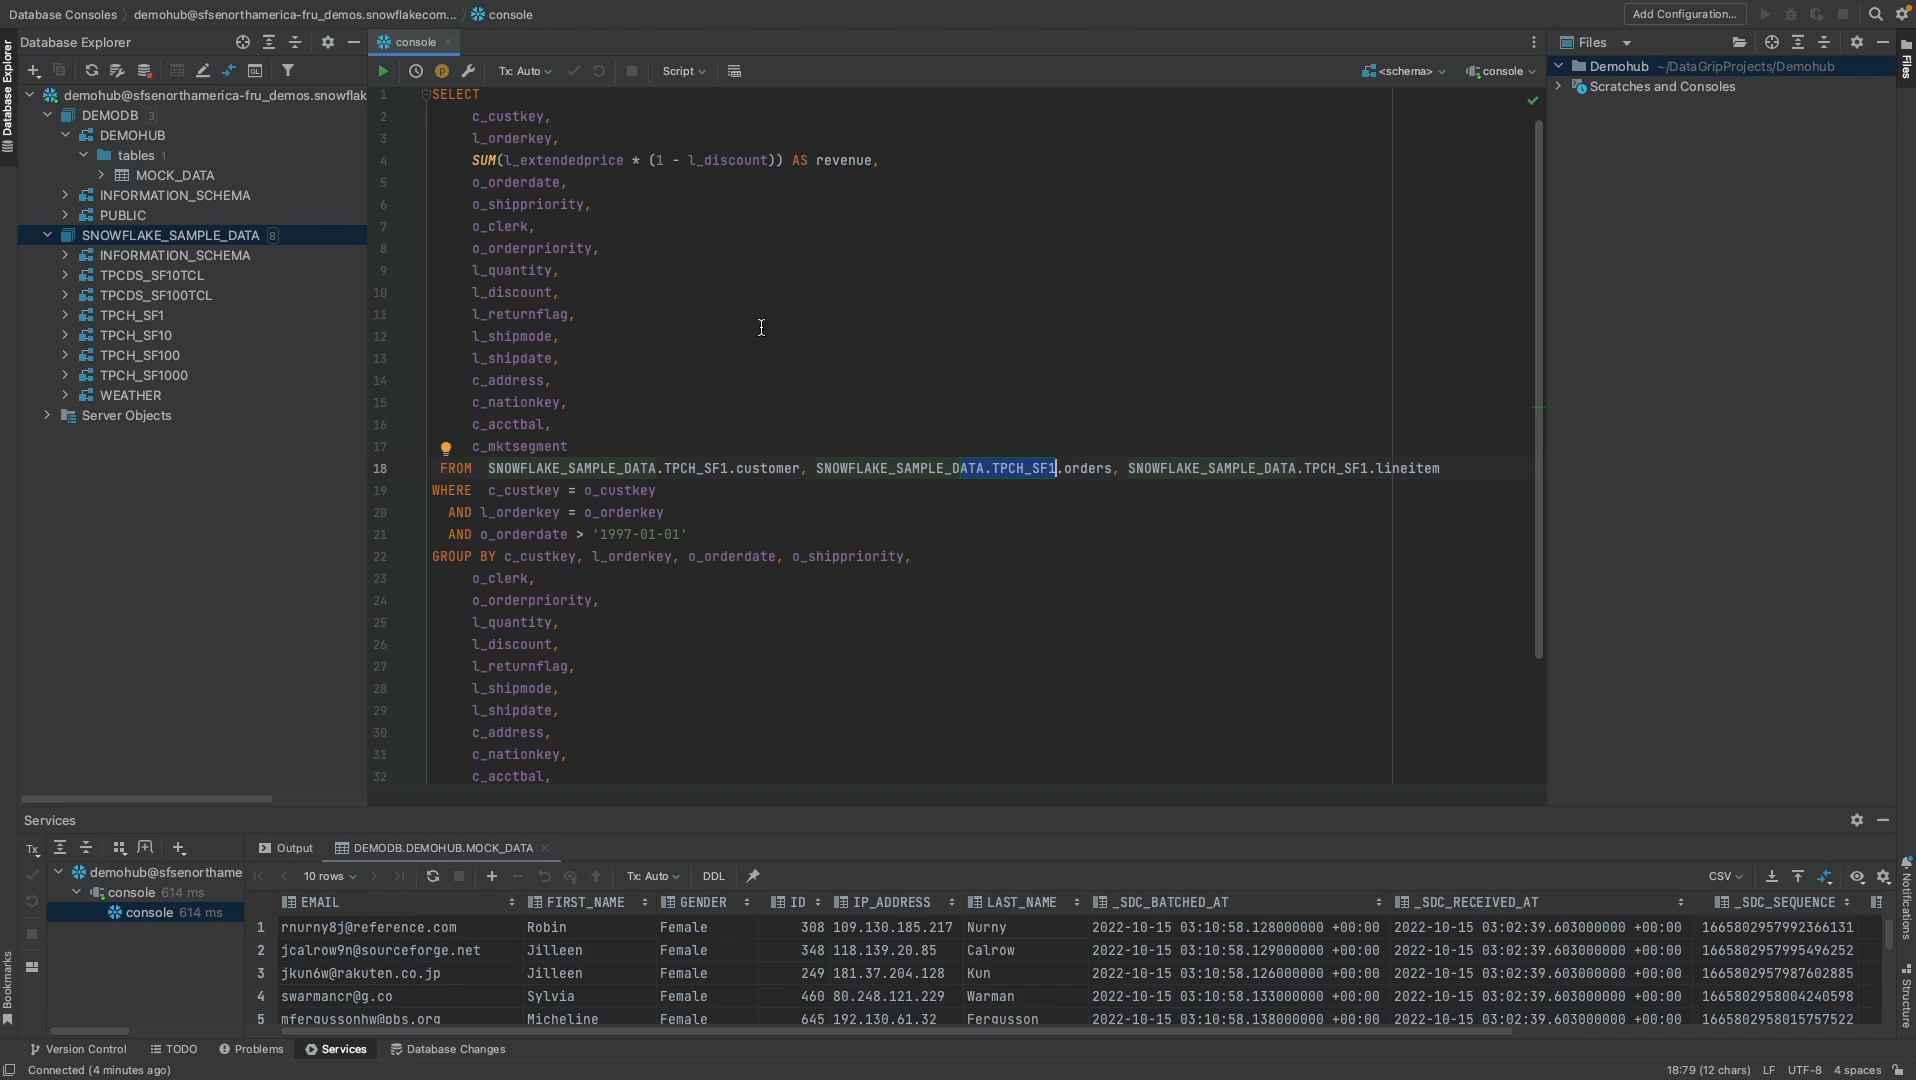 Database Consoles
demohub@sfsenorthamerica-fru_demos.snowflakecom...
console
Add Configuration...
Database Explorer
Database Explorer
demohub@sfsenorthamerica-fru_demos.snowflak
DEMODB 3
DEMOHUB
tables 1
MOCK_DATA
INFORMATION_SCHEMA
PUBLIC
SNOWFLAKE_SAMPLE_DATA 8
INFORMATION_SCHEMA
TPCDS_SF10TCL
TPCDS_SF100TCL
TPCH_SF1
TPCH_SF10
TPCH_SF100
TPCH_SF1000
WEATHER
Server Objects
console
Tx: Auto
Script
<schema>
console
1 SELECT
2 c_custkey,
3 l_orderkey,
4 SUM(l_extendedprice * (1 - l_discount)) AS revenue,
5 o_orderdate,
6 o_shippriority,
7 o_clerk,
8 o_orderpriority,
9 l_quantity,
10 l_discount,
11 l_returnflag,
12 l_shipmode,
13 l_shipdate,
14 c_address,
15 c_nationkey,
16 c_acctbal,
17 c_mktsegment
18 FROM SNOWFLAKE_SAMPLE_DATA.TPCH_SF1.customer, SNOWFLAKE_SAMPLE_DATA.TPCH_SF1.orders, SNOWFLAKE_SAMPLE_DATA.TPCH_SF1.lineitem
19 WHERE c_custkey = o_custkey
20 AND l_orderkey = o_orderkey
21 AND o_orderdate > '1997-01-01'
22 GROUP BY c_custkey, l_orderkey, o_orderdate, o_shippriority,
23 o_clerk,
24 o_orderpriority,
25 l_quantity,
26 l_discount,
27 l_returnflag,
28 l_shipmode,
29 l_shipdate,
30 c_address,
31 c_nationkey,
32 c_acctbal,
Files
Demohub ~/DataGripProjects/Demohub
Scratches and Consoles
Files
Services
Tx
demohub@sfsenorthame
console 614 ms
console 614 ms
Output
DEMODB.DEMOHUB.MOCK_DATA
10 rows
Tx: Auto
DDL
CSV
EMAIL FIRST_NAME GENDER ID IP_ADDRESS LAST_NAME _SDC_BATCHED_AT _SDC_RECEIVED_AT _SDC_SEQUENCE
1 rnurny8j@reference.com Robin Female 308 109.130.185.217 Nurny 2022-10-15 03:10:58.128000000 +00:00 2022-10-15 03:02:39.603000000 +00:00 1665802957992366131
2 jcalrow9n@sourceforge.net Jilleen Female 348 118.139.20.85 Calrow 2022-10-15 03:10:58.129000000 +00:00 2022-10-15 03:02:39.603000000 +00:00 1665802957995496252
3 jkun6w@rakuten.co.jp Jilleen Female 249 181.37.204.128 Kun 2022-10-15 03:10:58.126000000 +00:00 2022-10-15 03:02:39.603000000 +00:00 1665802957987602885
4 swarmancr@g.co Sylvia Female 460 80.248.121.229 Warman 2022-10-15 03:10:58.133000000 +00:00 2022-10-15 03:02:39.603000000 +00:00 1665802958004240598
5 mfergussonhw@pbs.org Micheline Female 645 192.130.61.32 Fergusson 2022-10-15 03:10:58.138000000 +00:00 2022-10-15 03:02:39.603000000 +00:00 1665802958015757522
Bookmarks
Notifications
Structure
Version Control
TODO
Problems
Services
Database Changes
Connected (4 minutes ago)
18:79 (12 chars) LF UTF-8 4 spaces